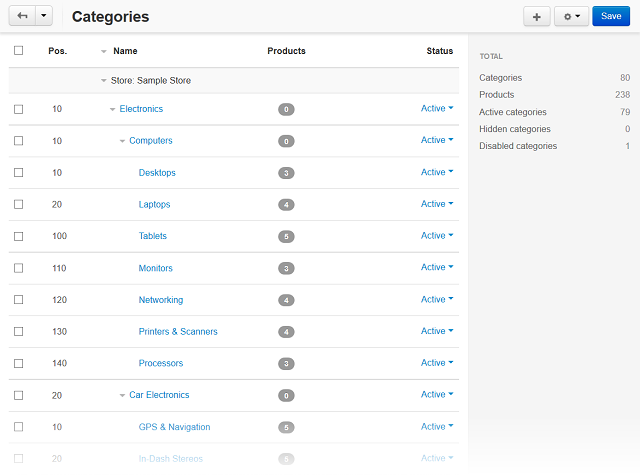 Categories
Save
Pos. Name Products Status
Store: Sample Store
10 Electronics 0 Active
10 Computers 0 Active
10 Desktops 3 Active
20 Laptops 4 Active
100 Tablets 5 Active
110 Monitors 3 Active
120 Networking 4 Active
130 Printers & Scanners 4 Active
140 Processors 3 Active
20 Car Electronics 0 Active
10 GPS & Navigation 5 Active
20 In-Dash Stereos Active
TOTAL
Categories 80
Products 238
Active categories 79
Hidden categories 0
Disabled categories 1